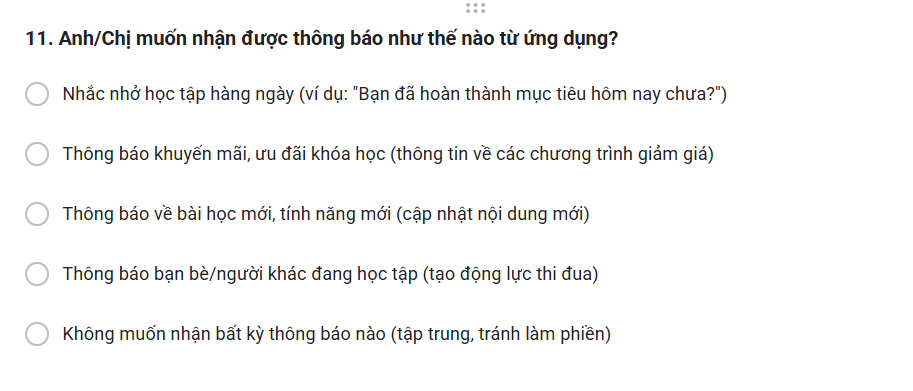 11. Anh/Chị muốn nhận được thông báo như thế nào từ ứng dụng?
Nhắc nhở học tập hàng ngày (ví dụ: "Bạn đã hoàn thành mục tiêu hôm nay chưa?")
Thông báo khuyến mãi, ưu đãi khóa học (thông tin về các chương trình giảm giá)
Thông báo về bài học mới, tính năng mới (cập nhật nội dung mới)
Thông báo bạn bè/người khác đang học tập (tạo động lực thi đua)
Không muốn nhận bất kỳ thông báo nào (tập trung, tránh làm phiền)